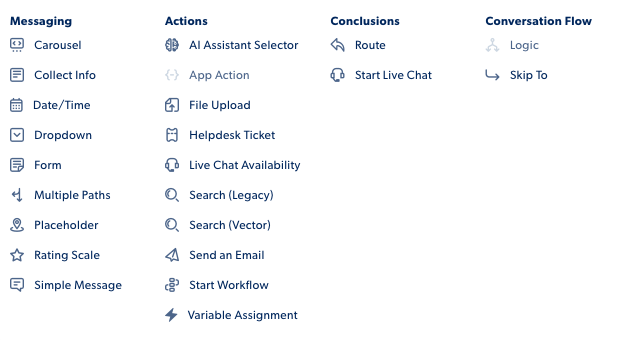 Messaging
Carousel
Collect Info
Date/Time
Dropdown
Form
Multiple Paths
Placeholder
Rating Scale
Simple Message
Actions
AI Assistant Selector
App Action
File Upload
Helpdesk Ticket
Live Chat Availability
Search (Legacy)
Search (Vector)
Send an Email
Start Workflow
Variable Assignment
Conclusions
Route
Start Live Chat
Conversation Flow
Logic
Skip To